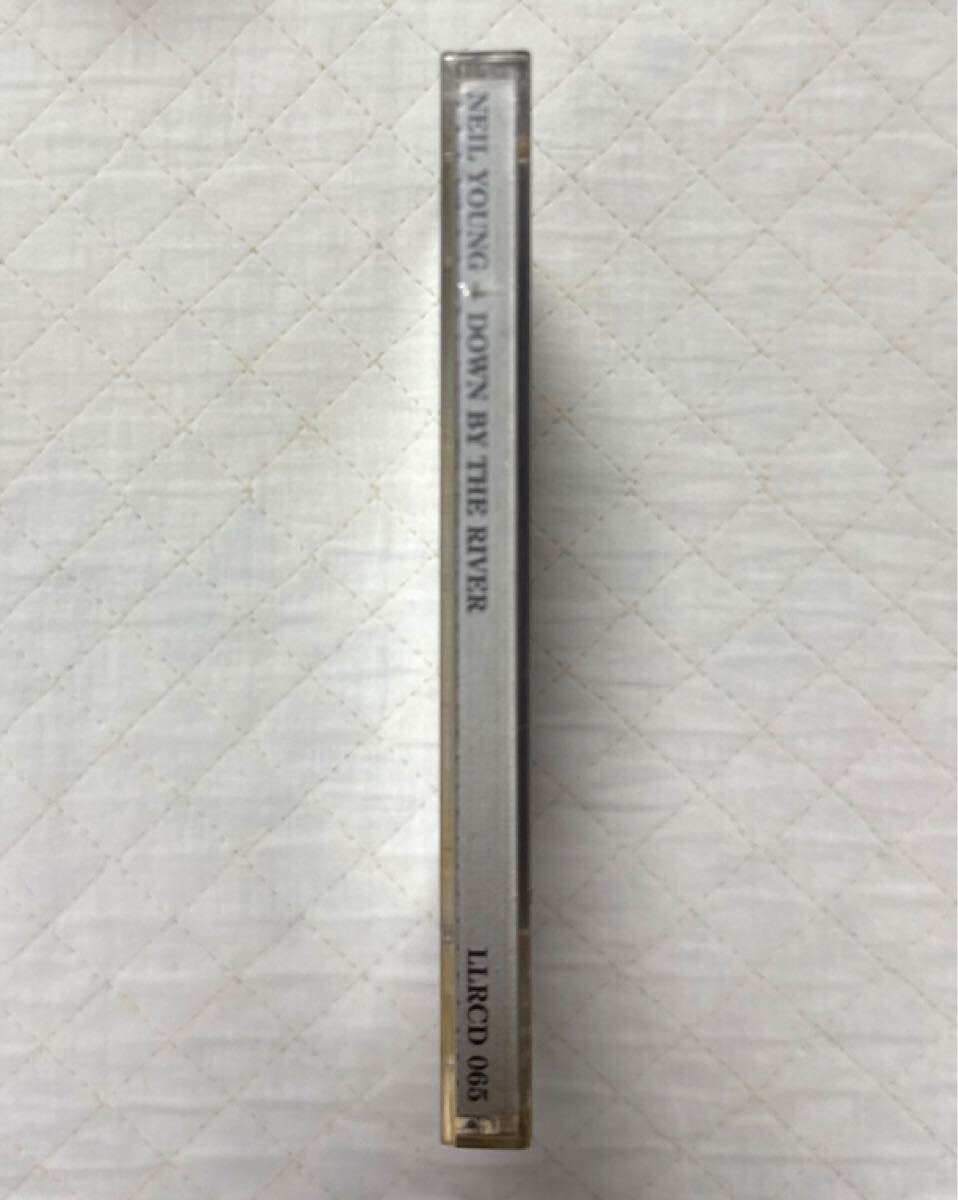 NEIL YOUNG + DOWN BY THE RIVER
LLRCD 065